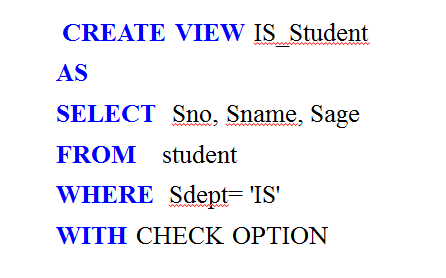 CREATE VIEW IS_Student
AS
SELECT Sno, Sname, Sage
FROM student
WHERE Sdept= 'IS'
WITH CHECK OPTION